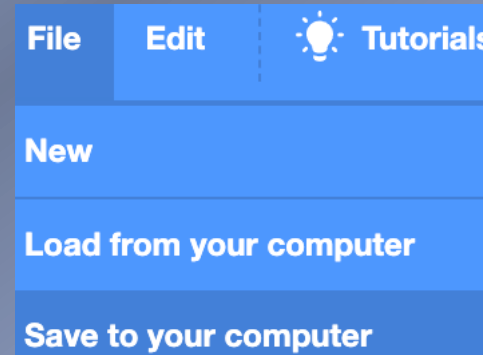 File Edit Tutorials
New
Load from your computer
Save to your computer